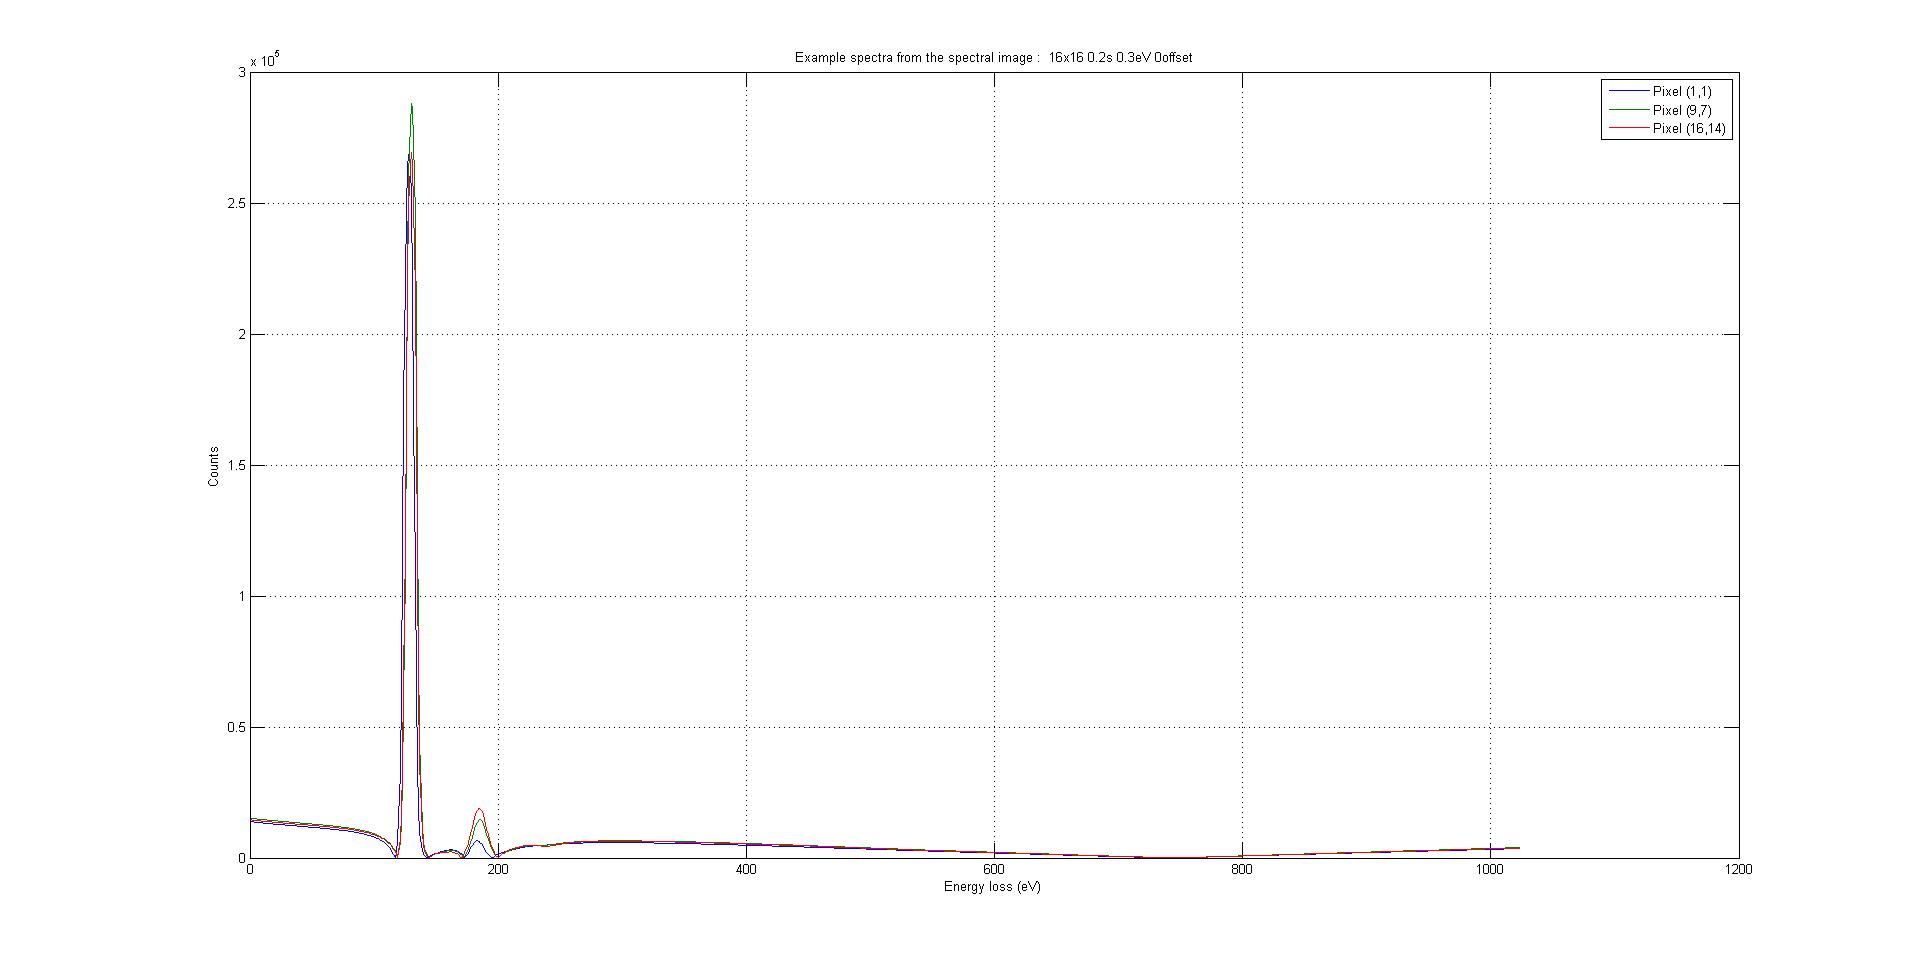 Example spectra from the spectral image :  16x16 0.2s 0.3eV 0offset
x 10^5
3
2.5
2
1.5
1
0.5
0
Counts
Pixel (1,1)
Pixel (9,7)
Pixel (16,14)
0 200 400 600 800 1000 1200
Energy loss (eV)